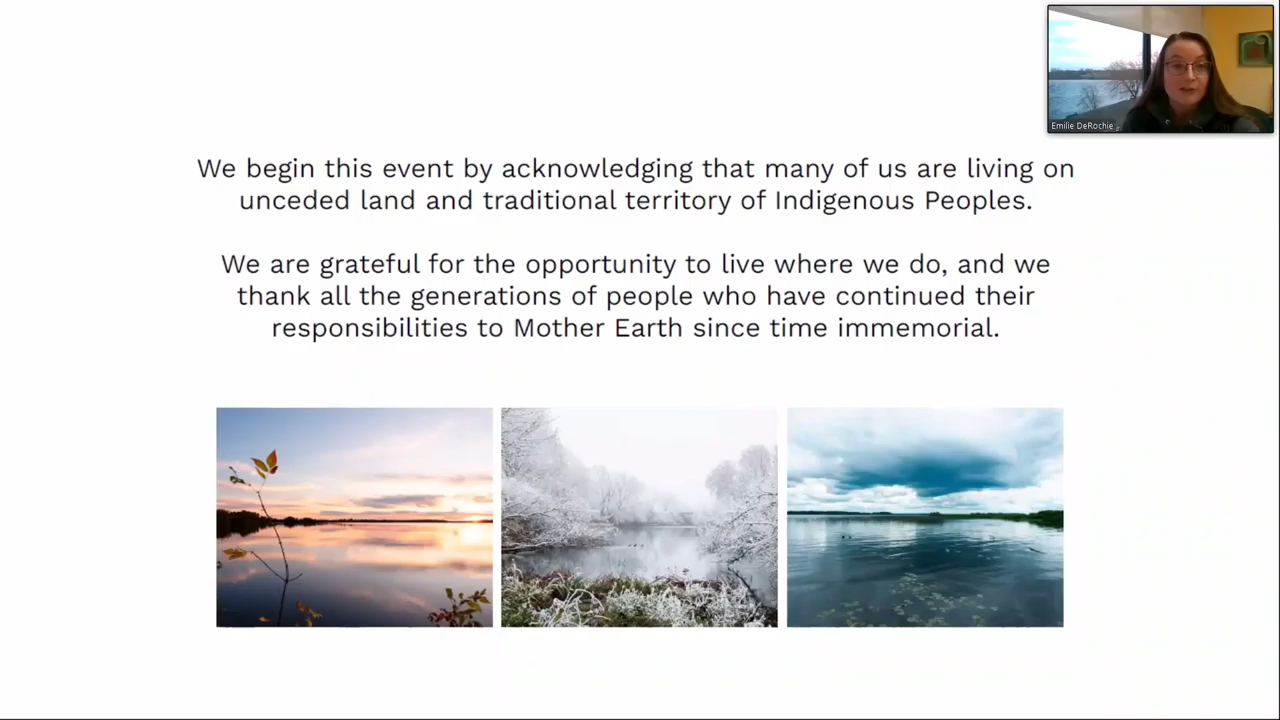 Emilie DeRochie
We begin this event by acknowledging that many of us are living on
unceded land and traditional territory of Indigenous Peoples.
We are grateful for the opportunity to live where we do, and we
thank all the generations of people who have continued their
responsibilities to Mother Earth since time immemorial.